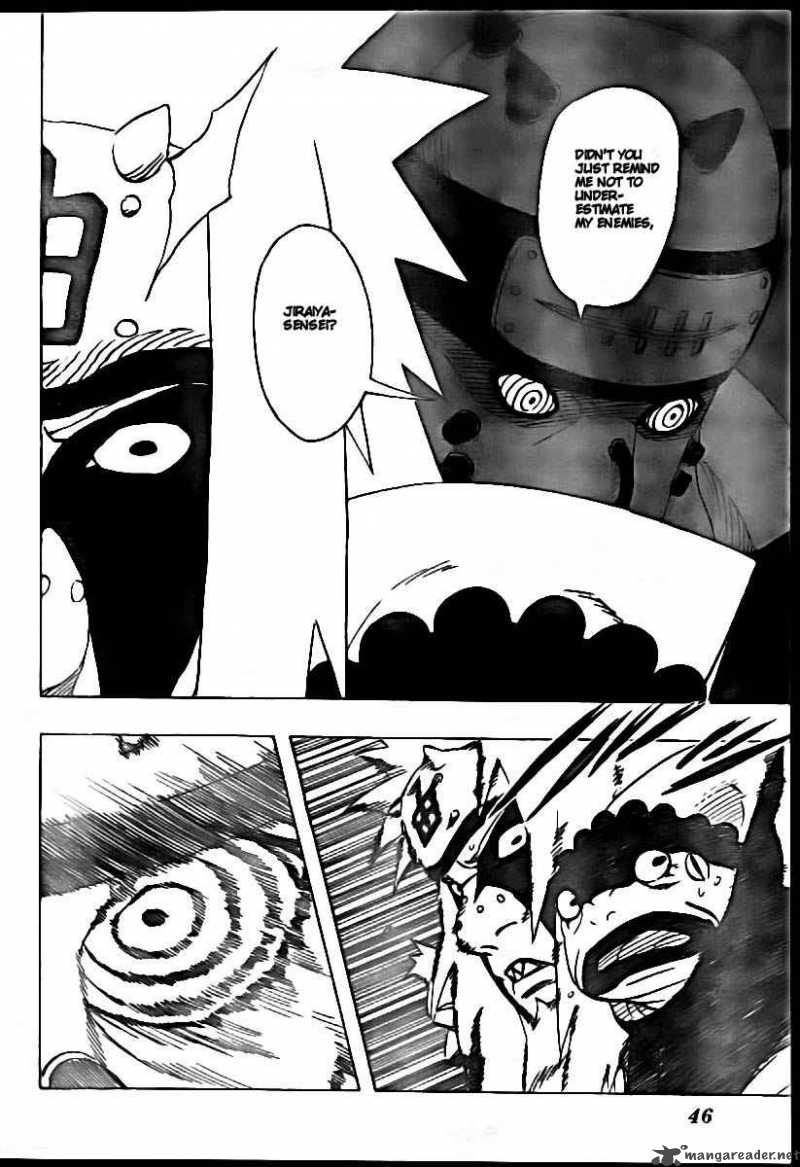 DIDN'T YOU
JUST REMIND
ME NOT TO
UNDER-
ESTIMATE
MY ENEMIES,
JIRAIYA-
SENSEI?
46
mangareader.net